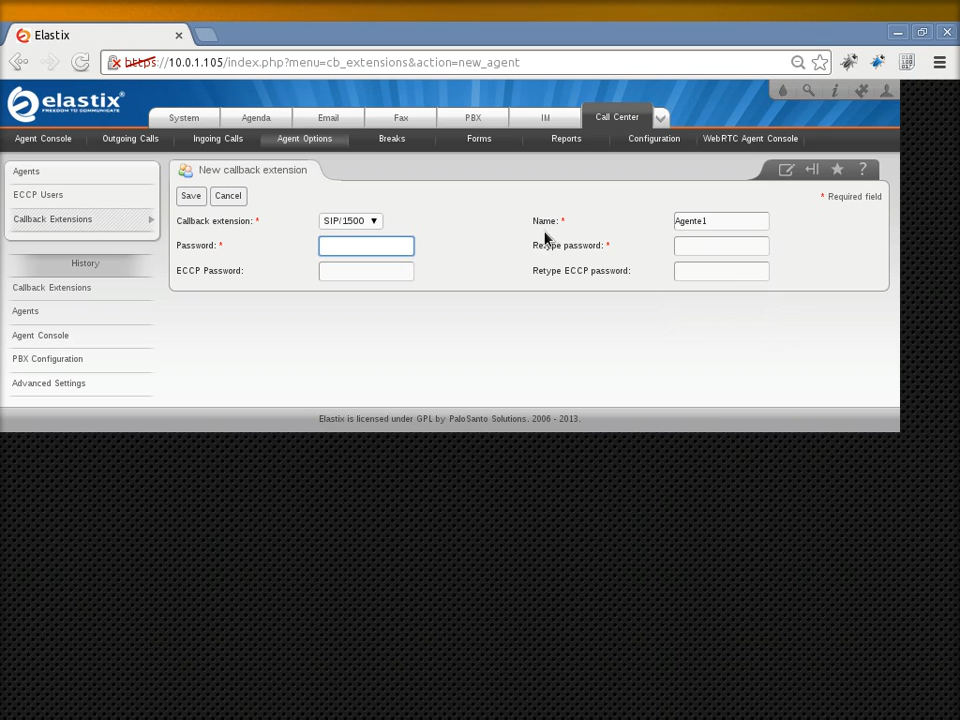 Elastix
https://10.0.1.105/index.php?menu=cb_extensions&action=new_agent
elastix®
FREEDOM TO COMMUNICATE
System Agenda Email Fax PBX IM Call Center
Agent Console Outgoing Calls Ingoing Calls Agent Options Breaks Forms Reports Configuration WebRTC Agent Console
Agents
ECCP Users
Callback Extensions
History
Callback Extensions
Agents
Agent Console
PBX Configuration
Advanced Settings
New callback extension
Save Cancel * Required field
Callback extension: * SIP/1500 Name: * Agente1
Password: * Retype password: *
ECCP Password: Retype ECCP password:
Elastix is licensed under GPL by PaloSanto Solutions. 2006 - 2013.